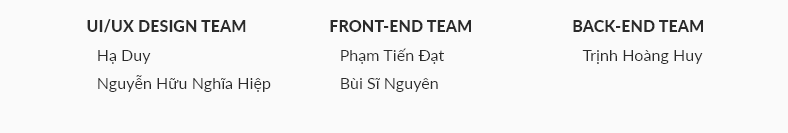 UI/UX DESIGN TEAM
Hạ Duy
Nguyễn Hữu Nghĩa Hiệp
FRONT-END TEAM
Phạm Tiến Đạt
Bùi Sĩ Nguyên
BACK-END TEAM
Trịnh Hoàng Huy